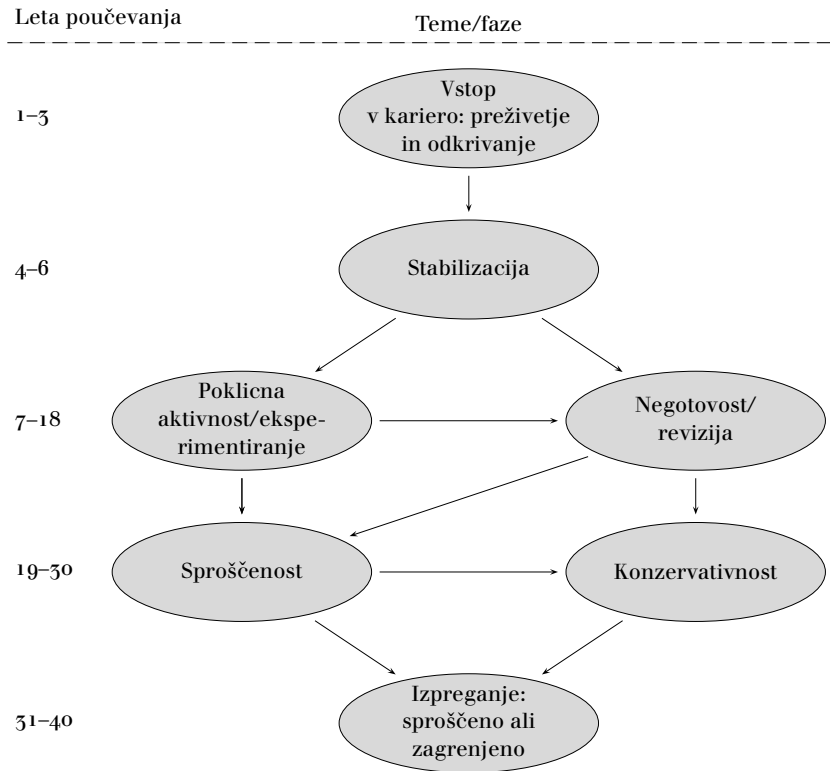 Leta poučevanja
Teme/faze
1–3
Vstop
v kariero: preživetje
in odkrivanje
4–6
Stabilizacija
7–18
Poklicna
aktivnost/ekspe-
rimentiranje
Negotovost/
revizija
19–30
Sproščenost
Konzervativnost
31–40
Izpreganje:
sproščeno ali
zagrenjeno